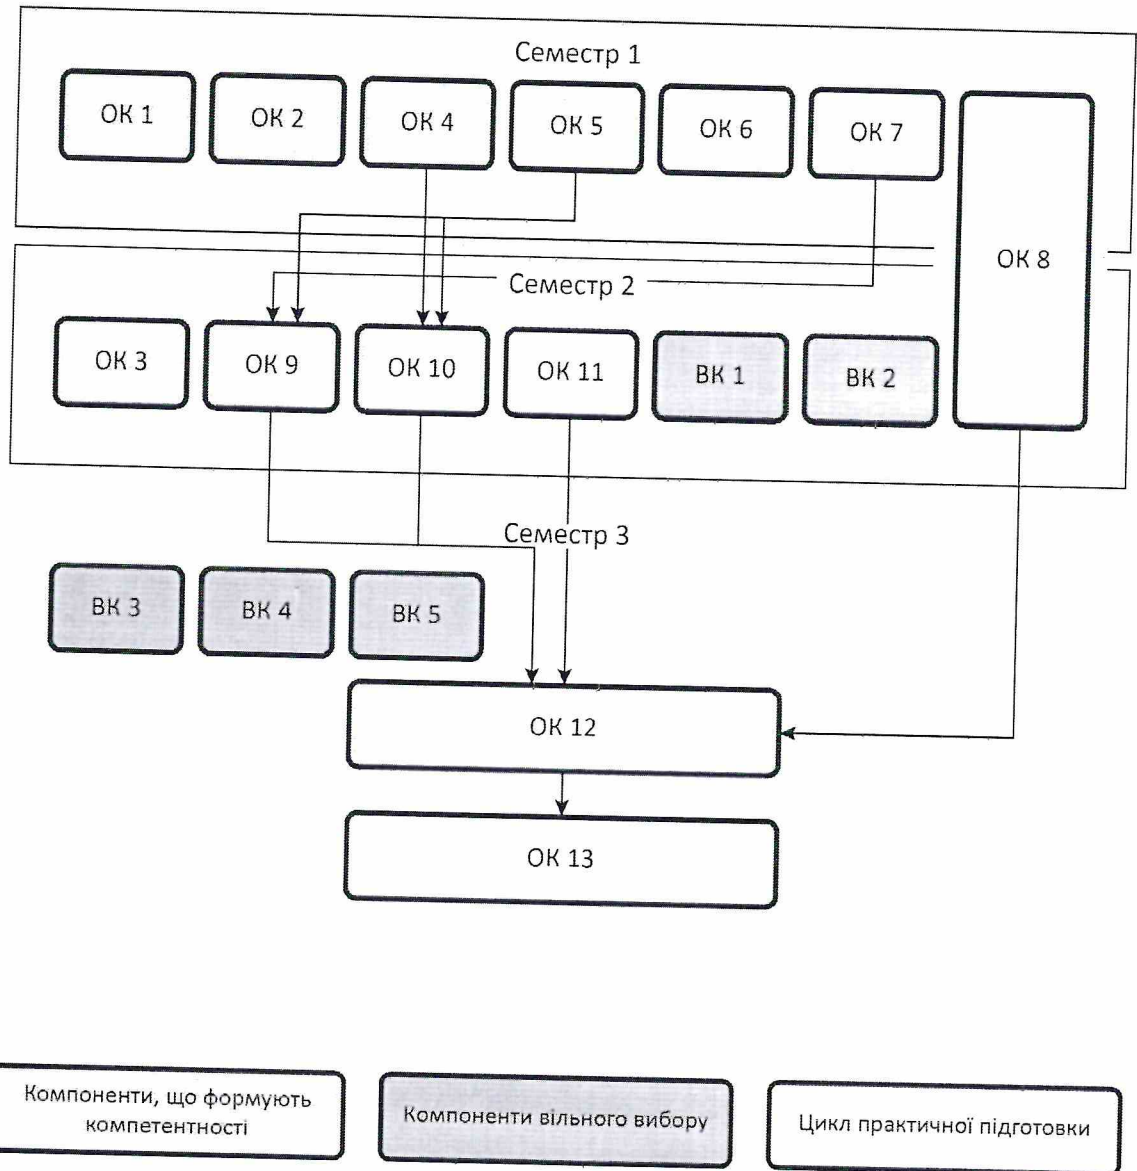 Семестр 1
ОК 1
ОК 2
ОК 4
ОК 5
ОК 6
ОК 7
ОК 8
Семестр 2
ОК 3
ОК 9
ОК 10
ОК 11
ВК 1
ВК 2
Семестр 3
ВК 3
ВК 4
ВК 5
ОК 12
ОК 13
Компоненти, що формують
компетентності
Компоненти вільного вибору
Цикл практичної підготовки